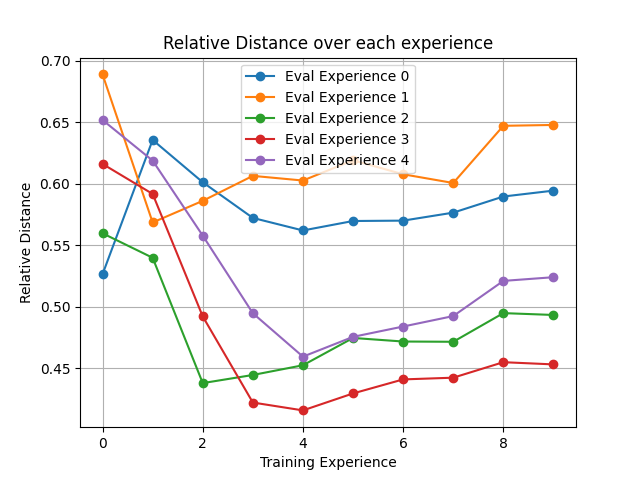 Relative Distance over each experience
Relative Distance
0.70
0.65
0.60
0.55
0.50
0.45
Eval Experience 0
Eval Experience 1
Eval Experience 2
Eval Experience 3
Eval Experience 4
0 2 4 6 8
Training Experience